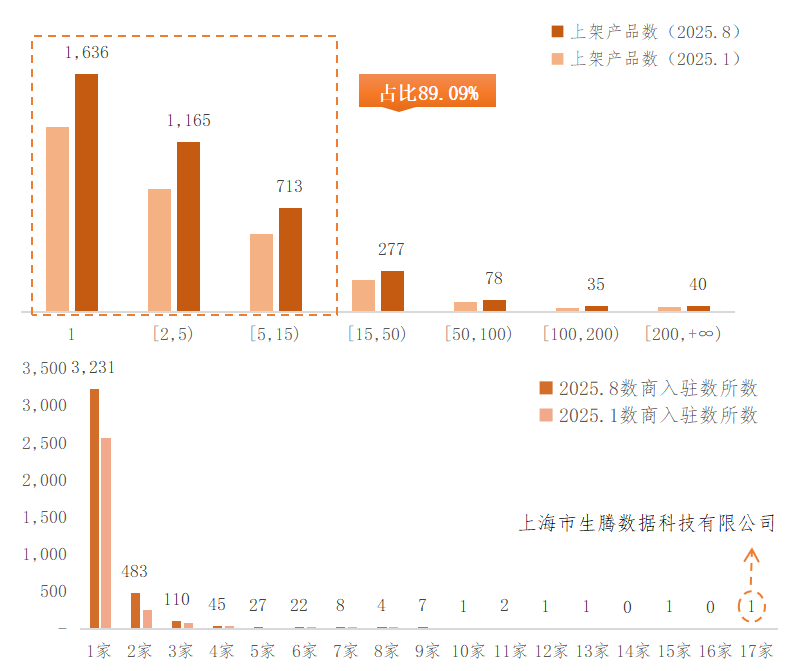 上架产品数（2025.8）
上架产品数（2025.1）
占比89.09%
1,636
1,165
713
277
78
35
40
1
[2,5)
[5,15)
[15,50)
[50,100)
[100,200)
[200,+∞)
2025.8数商入驻数所数
2025.1数商入驻数所数
上海市生腾数据科技有限公司
3,500
3,000
2,500
2,000
1,500
1,000
500
–
3,231
483
110
45
27
22
8
4
7
1
2
1
1
0
1
0
1
1家
2家
3家
4家
5家
6家
7家
8家
9家
10家
11家
12家
13家
14家
15家
16家
17家